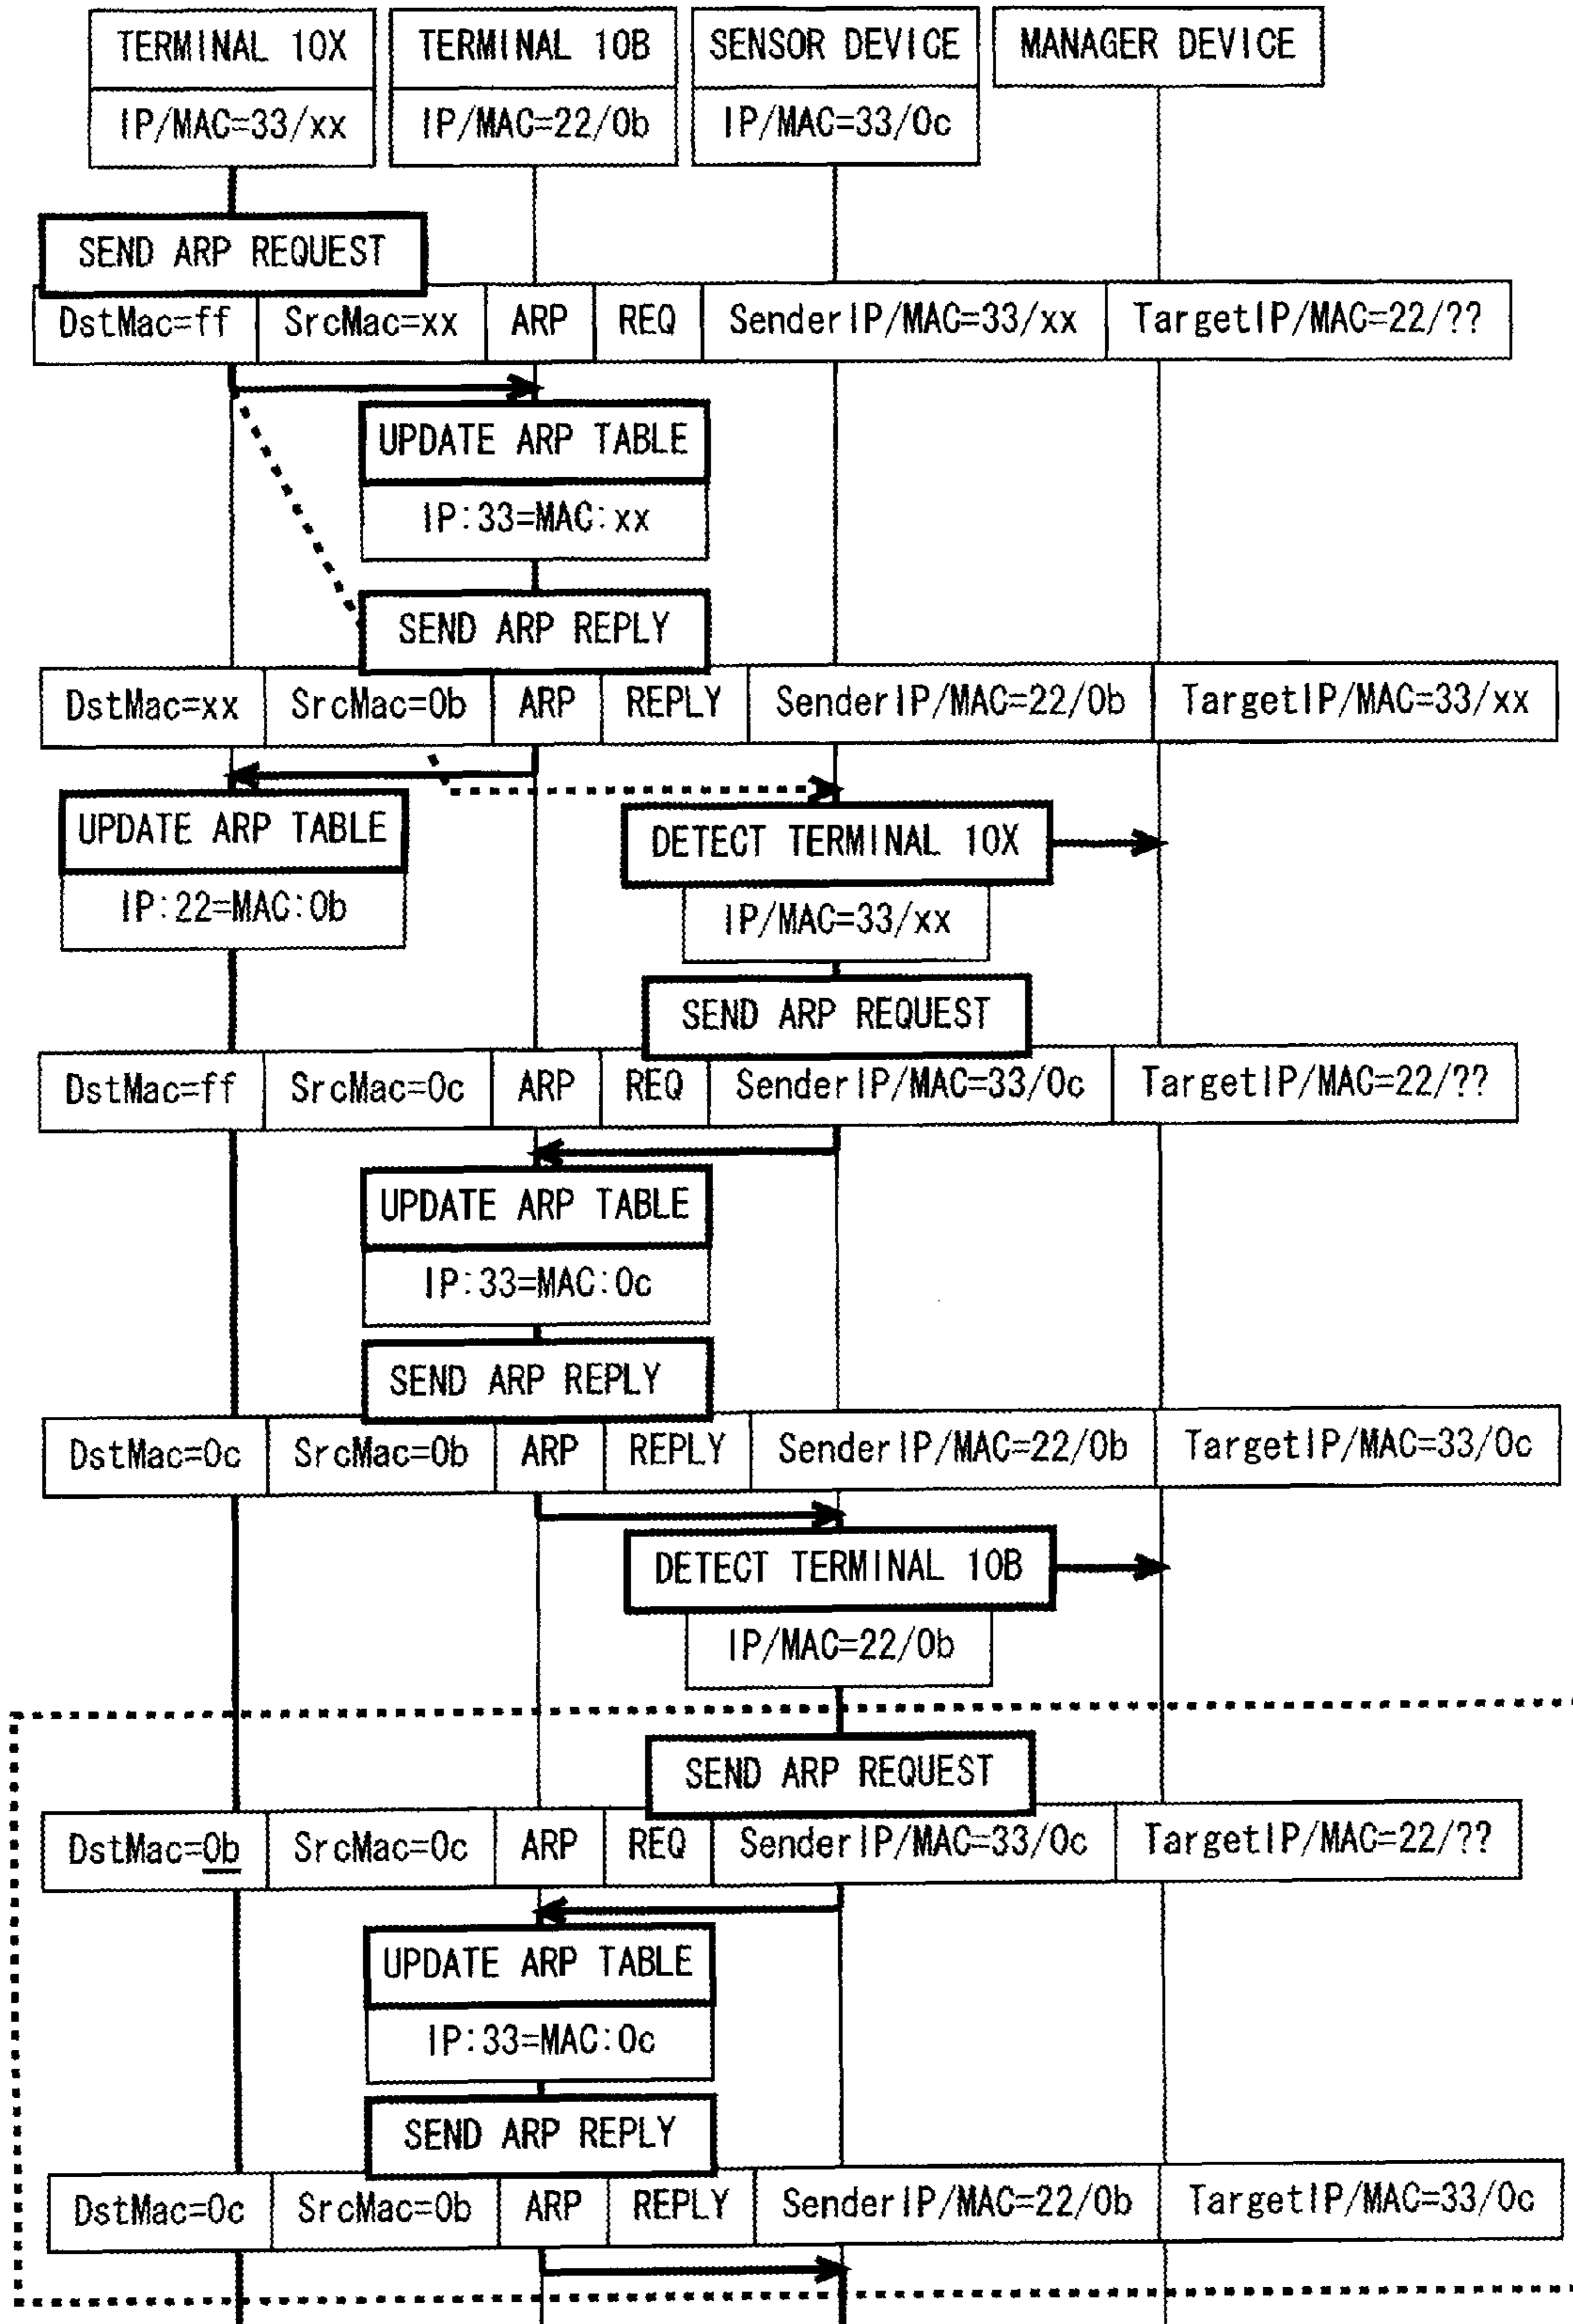 TERMINAL 10X
TERMINAL 10B
SENSOR DEVICE
MANAGER DEVICE
IP/MAC=33/xx
IP/MAC=22/0b
IP/MAC=33/0c
SEND ARP REQUEST
DstMac=ff
SrcMac=xx
ARP
REQ
SenderIP/MAC=33/xx
TargetIP/MAC=22/??
UPDATE ARP TABLE
IP:33=MAC:xx
SEND ARP REPLY
DstMac=xx
SrcMac=0b
ARP
REPLY
SenderIP/MAC=22/0b
TargetIP/MAC=33/xx
UPDATE ARP TABLE
IP:22=MAC:0b
DETECT TERMINAL 10X
IP/MAC=33/xx
SEND ARP REQUEST
DstMac=ff
SrcMac=0c
ARP
REQ
SenderIP/MAC=33/0c
TargetIP/MAC=22/??
UPDATE ARP TABLE
IP:33=MAC:0c
SEND ARP REPLY
DstMac=0c
SrcMac=0b
ARP
REPLY
SenderIP/MAC=22/0b
TargetIP/MAC=33/0c
DETECT TERMINAL 10B
IP/MAC=22/0b
SEND ARP REQUEST
DstMac=0b
SrcMac=0c
ARP
REQ
SenderIP/MAC=33/0c
TargetIP/MAC=22/??
UPDATE ARP TABLE
IP:33=MAC:0c
SEND ARP REPLY
DstMac=0c
SrcMac=0b
ARP
REPLY
SenderIP/MAC=22/0b
TargetIP/MAC=33/0c